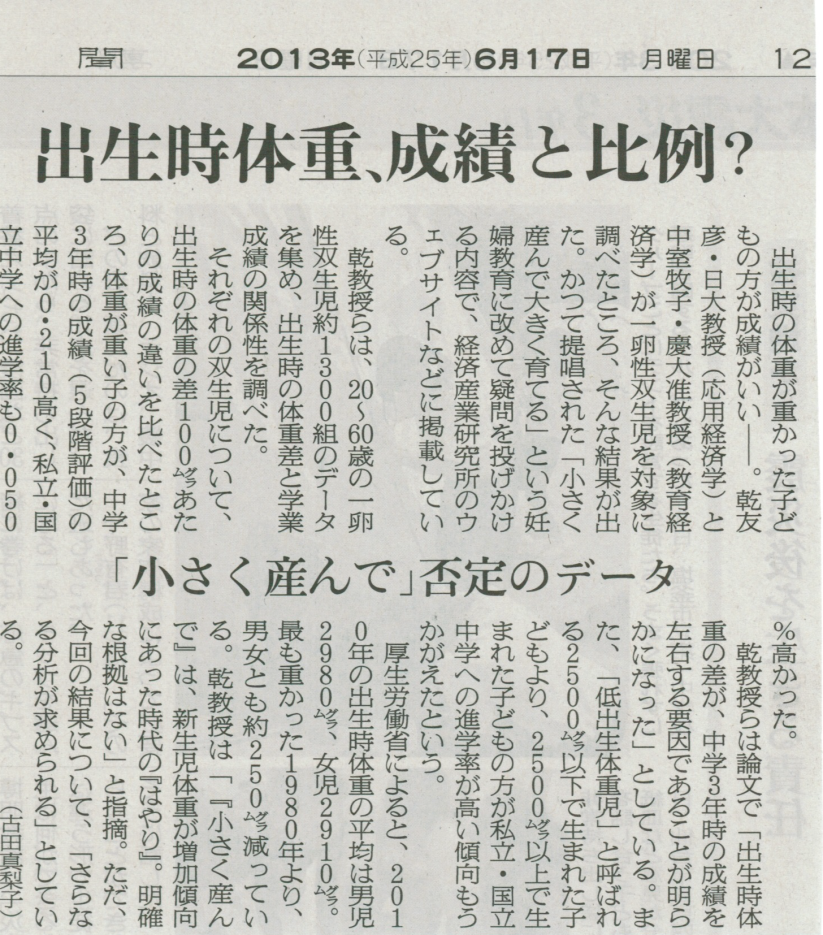 聞 2013年(平成25年)6月17日 月曜日 12
出生時体重、成績と比例?
出生時の体重が重かった子ど
もの方が成績がいい――。乾友
彦・日大教授（応用経済学）と
中室牧子・慶大准教授（教育経
済学）が一卵性双生児を対象に
調べたところ、そんな結果が出
た。かつて提唱された「小さく
産んで大きく育てる」という妊
婦教育に改めて疑問を投げかけ
る内容で、経済産業研究所のウ
ェブサイトなどに掲載してい
る。
乾教授らは、20〜60歳の一卵
性双生児約1300組のデータ
を集め、出生時の体重差と学業
成績の関係性を調べた。
それぞれの双生児について、
出生時の体重の差100㌘あた
りの成績の違いを比べたとこ
ろ、体重が重い子の方が、中学
3年時の成績（5段階評価）の
平均が0・210高く、私立・国
立中学への進学率も0・050
「小さく産んで」否定のデータ
%高かった。
乾教授らは論文で「出生時体
重の差が、中学3年時の成績を
左右する要因であることが明ら
かになった」としている。ま
た、「低出生体重児」と呼ばれ
る2500㌘以下で生まれた子
どもより、2500㌘以上で生
まれた子どもの方が私立・国立
中学への進学率が高い傾向もう
かがえたという。
厚生労働省によると、201
0年の出生時体重の平均は男児
2980㌘、女児2910㌘。
最も重かった1980年より、
男女とも約250㌘減ってい
る。乾教授は「『小さく産ん
で』は、新生児体重が増加傾向
にあった時代の『はやり』。明確
な根拠はない」と指摘。ただ、
今回の結果について、「さらな
る分析が求められる」としてい
る。
（古田真梨子）